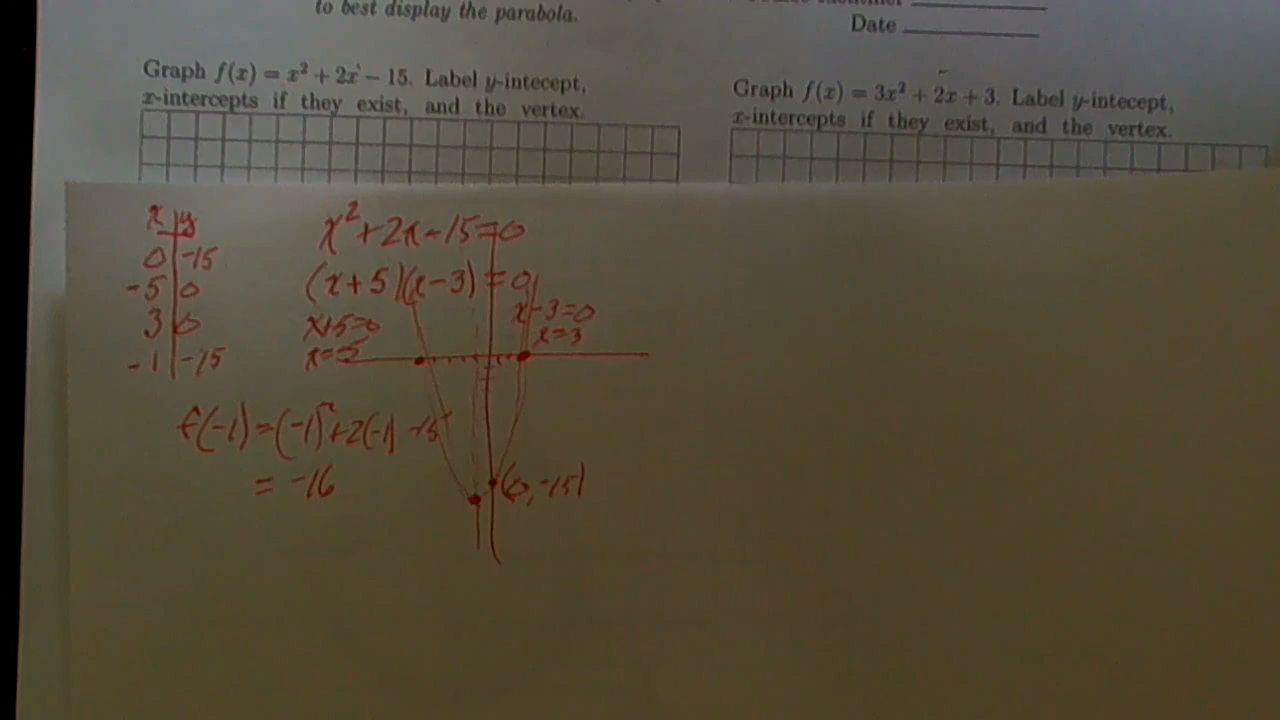 to best display the parabola.
Date
Graph f(x) = x² + 2x − 15. Label y-intecept,
x-intercepts if they exist, and the vertex.
Graph f(x) = 3x² + 2x + 3. Label y-intecept,
x-intercepts if they exist, and the vertex.
x y
0 -15
-5 0
3 0
-1 -15
x²+2x-15=0
(x+5)(x-3)=0
x+5=0
x=-5
x-3=0
x=3
f(-1)=(-1)²+2(-1)-15
= -16
(0,-15)